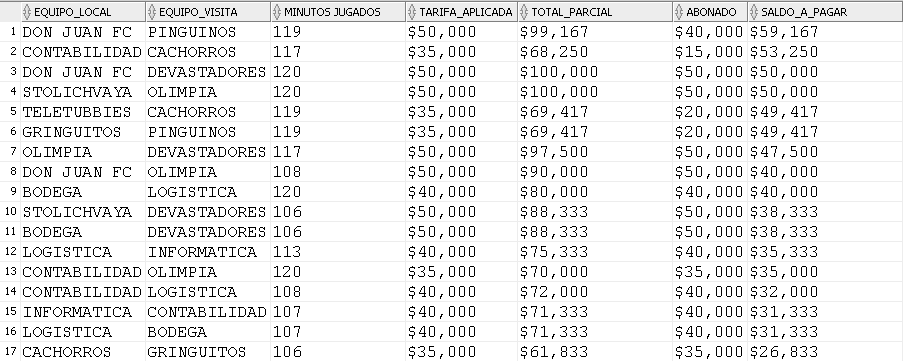 EQUIPO_LOCAL EQUIPO_VISITA MINUTOS JUGADOS TARIFA_APLICADA TOTAL_PARCIAL ABONADO SALDO_A_PAGAR
1 DON JUAN FC PINGUINOS 119 $50,000 $99,167 $40,000 $59,167
2 CONTABILIDAD CACHORROS 117 $35,000 $68,250 $15,000 $53,250
3 DON JUAN FC DEVASTADORES 120 $50,000 $100,000 $50,000 $50,000
4 STOLICHVAYA OLIMPIA 120 $50,000 $100,000 $50,000 $50,000
5 TELETUBBIES CACHORROS 119 $35,000 $69,417 $20,000 $49,417
6 GRINGUITOS PINGUINOS 119 $35,000 $69,417 $20,000 $49,417
7 OLIMPIA DEVASTADORES 117 $50,000 $97,500 $50,000 $47,500
8 DON JUAN FC OLIMPIA 108 $50,000 $90,000 $50,000 $40,000
9 BODEGA LOGISTICA 120 $40,000 $80,000 $40,000 $40,000
10 STOLICHVAYA DEVASTADORES 106 $50,000 $88,333 $50,000 $38,333
11 BODEGA DEVASTADORES 106 $50,000 $88,333 $50,000 $38,333
12 LOGISTICA INFORMATICA 113 $40,000 $75,333 $40,000 $35,333
13 CONTABILIDAD OLIMPIA 120 $35,000 $70,000 $35,000 $35,000
14 CONTABILIDAD LOGISTICA 108 $40,000 $72,000 $40,000 $32,000
15 INFORMATICA CONTABILIDAD 107 $40,000 $71,333 $40,000 $31,333
16 LOGISTICA BODEGA 107 $40,000 $71,333 $40,000 $31,333
17 CACHORROS GRINGUITOS 106 $35,000 $61,833 $35,000 $26,833